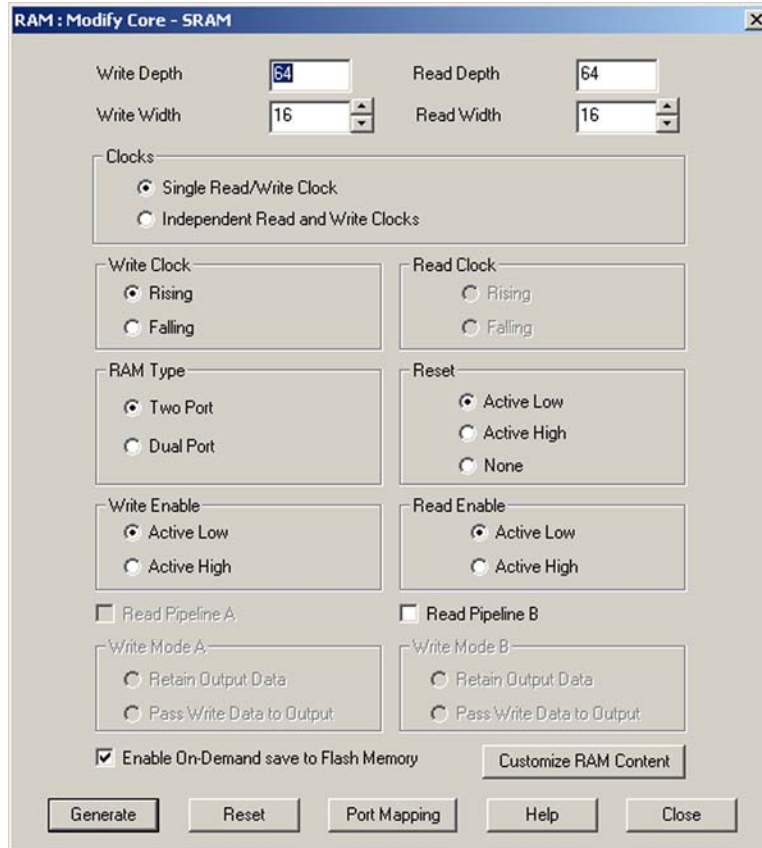 RAM : Modify Core - SRAM
Write Depth 64 Read Depth 64
Write Width 16 Read Width 16
Clocks
Single Read/Write Clock
Independent Read and Write Clocks
Write Clock Read Clock
Rising Rising
Falling Falling
RAM Type Reset
Two Port Active Low
Dual Port Active High
None
Write Enable Read Enable
Active Low Active Low
Active High Active High
Read Pipeline A Read Pipeline B
Write Mode A Write Mode B
Retain Output Data Retain Output Data
Pass Write Data to Output Pass Write Data to Output
Enable On-Demand save to Flash Memory Customize RAM Content
Generate Reset Port Mapping Help Close